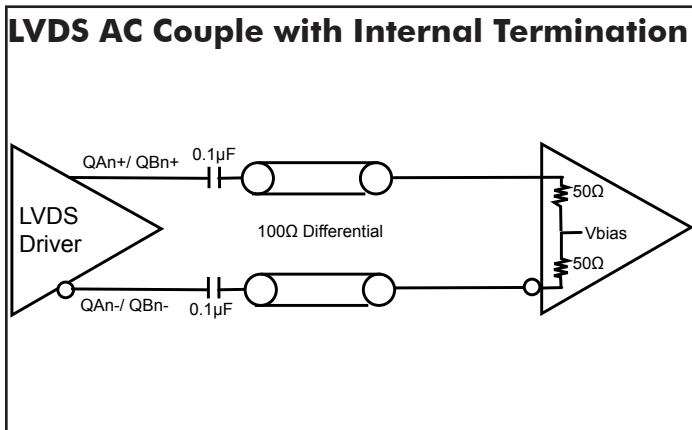 LVDS AC Couple with Internal Termination
QAn+/ QBn+
0.1µF
50Ω
LVDS
Driver
100Ω Differential
Vbias
50Ω
QAn-/ QBn-
0.1µF